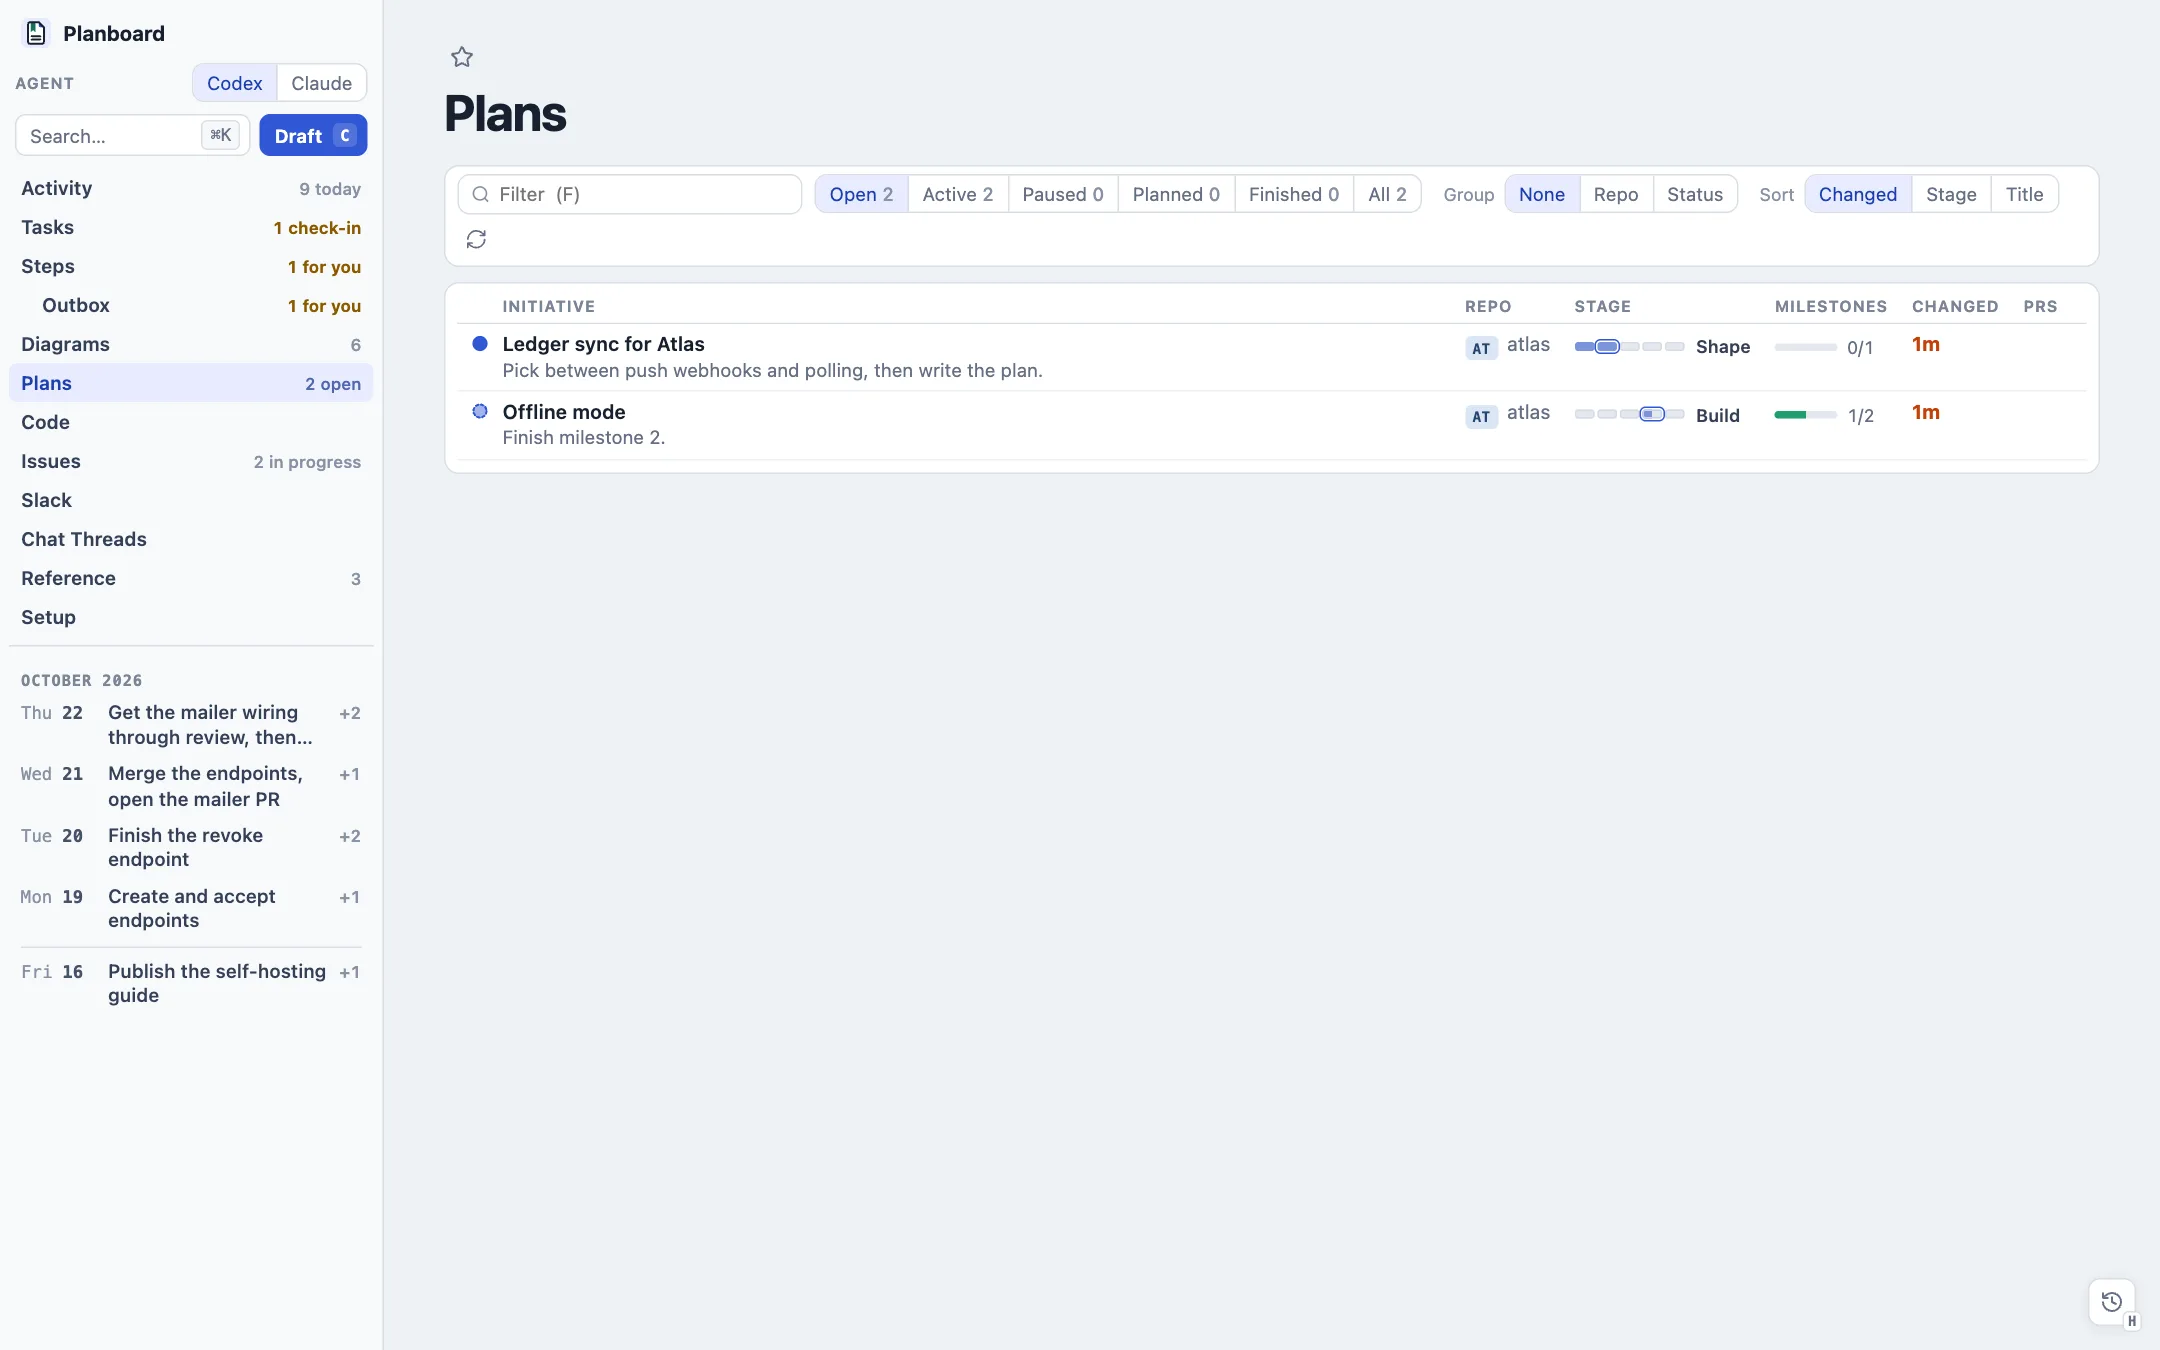 Planboard
AGENT
Codex
Claude
Search...
⌘K
Draft
C
Activity
9 today
Tasks
1 check-in
Steps
1 for you
Outbox
1 for you
Diagrams
6
Plans
2 open
Code
Issues
2 in progress
Slack
Chat Threads
Reference
3
Setup
OCTOBER 2026
Thu 22
Get the mailer wiring
through review, then...
+2
Wed 21
Merge the endpoints,
open the mailer PR
+1
Tue 20
Finish the revoke
endpoint
+2
Mon 19
Create and accept
endpoints
+1
Fri 16
Publish the self-hosting
guide
+1
Plans
Filter (F)
Open 2
Active 2
Paused 0
Planned 0
Finished 0
All 2
Group
None
Repo
Status
Sort
Changed
Stage
Title
INITIATIVE
REPO
STAGE
MILESTONES
CHANGED
PRS
Ledger sync for Atlas
Pick between push webhooks and polling, then write the plan.
AT
atlas
Shape
0/1
1m
Offline mode
Finish milestone 2.
AT
atlas
Build
1/2
1m
H